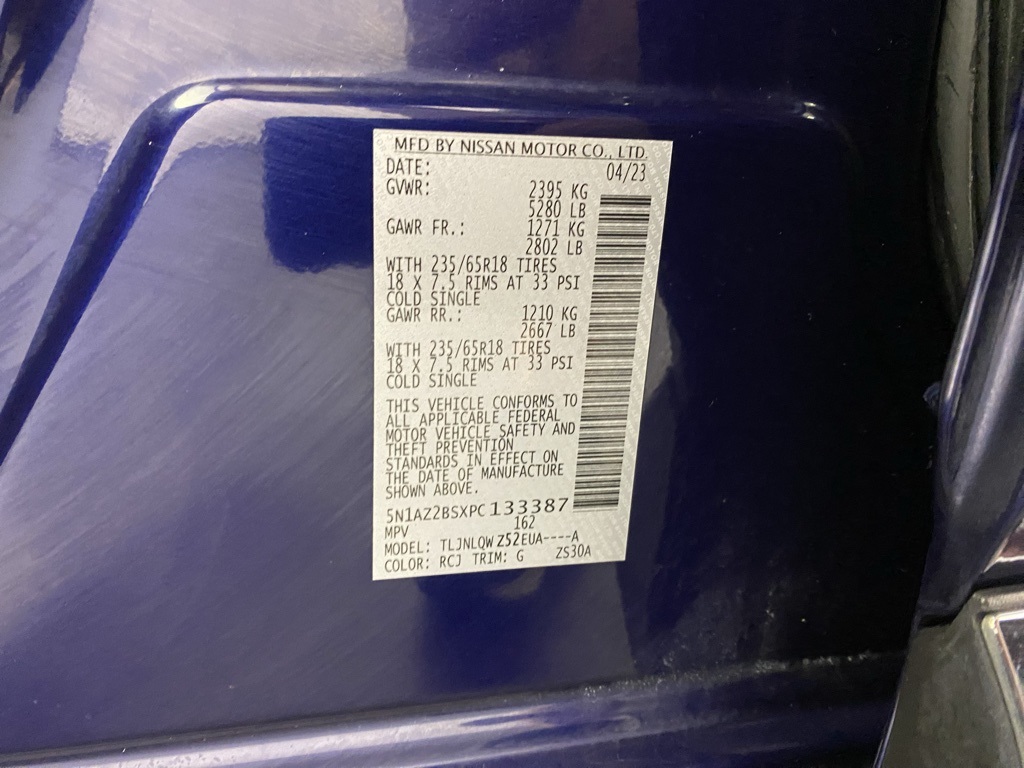 MFD BY NISSAN MOTOR CO., LTD.
DATE: 04/23
GVWR: 2395 KG
5280 LB
GAWR FR.: 1271 KG
2802 LB
WITH 235/65R18 TIRES
18 X 7.5 RIMS AT 33 PSI
COLD SINGLE
GAWR RR.: 1210 KG
2667 LB
WITH 235/65R18 TIRES
18 X 7.5 RIMS AT 33 PSI
COLD SINGLE
THIS VEHICLE CONFORMS TO
ALL APPLICABLE FEDERAL
MOTOR VEHICLE SAFETY AND
THEFT PREVENTION
STANDARDS IN EFFECT ON
THE DATE OF MANUFACTURE
SHOWN ABOVE.
5N1AZ2BSXPC133387
MPV 162
MODEL: TLJNLQWZ52EUA----A
COLOR: RCJ TRIM: G ZS30A